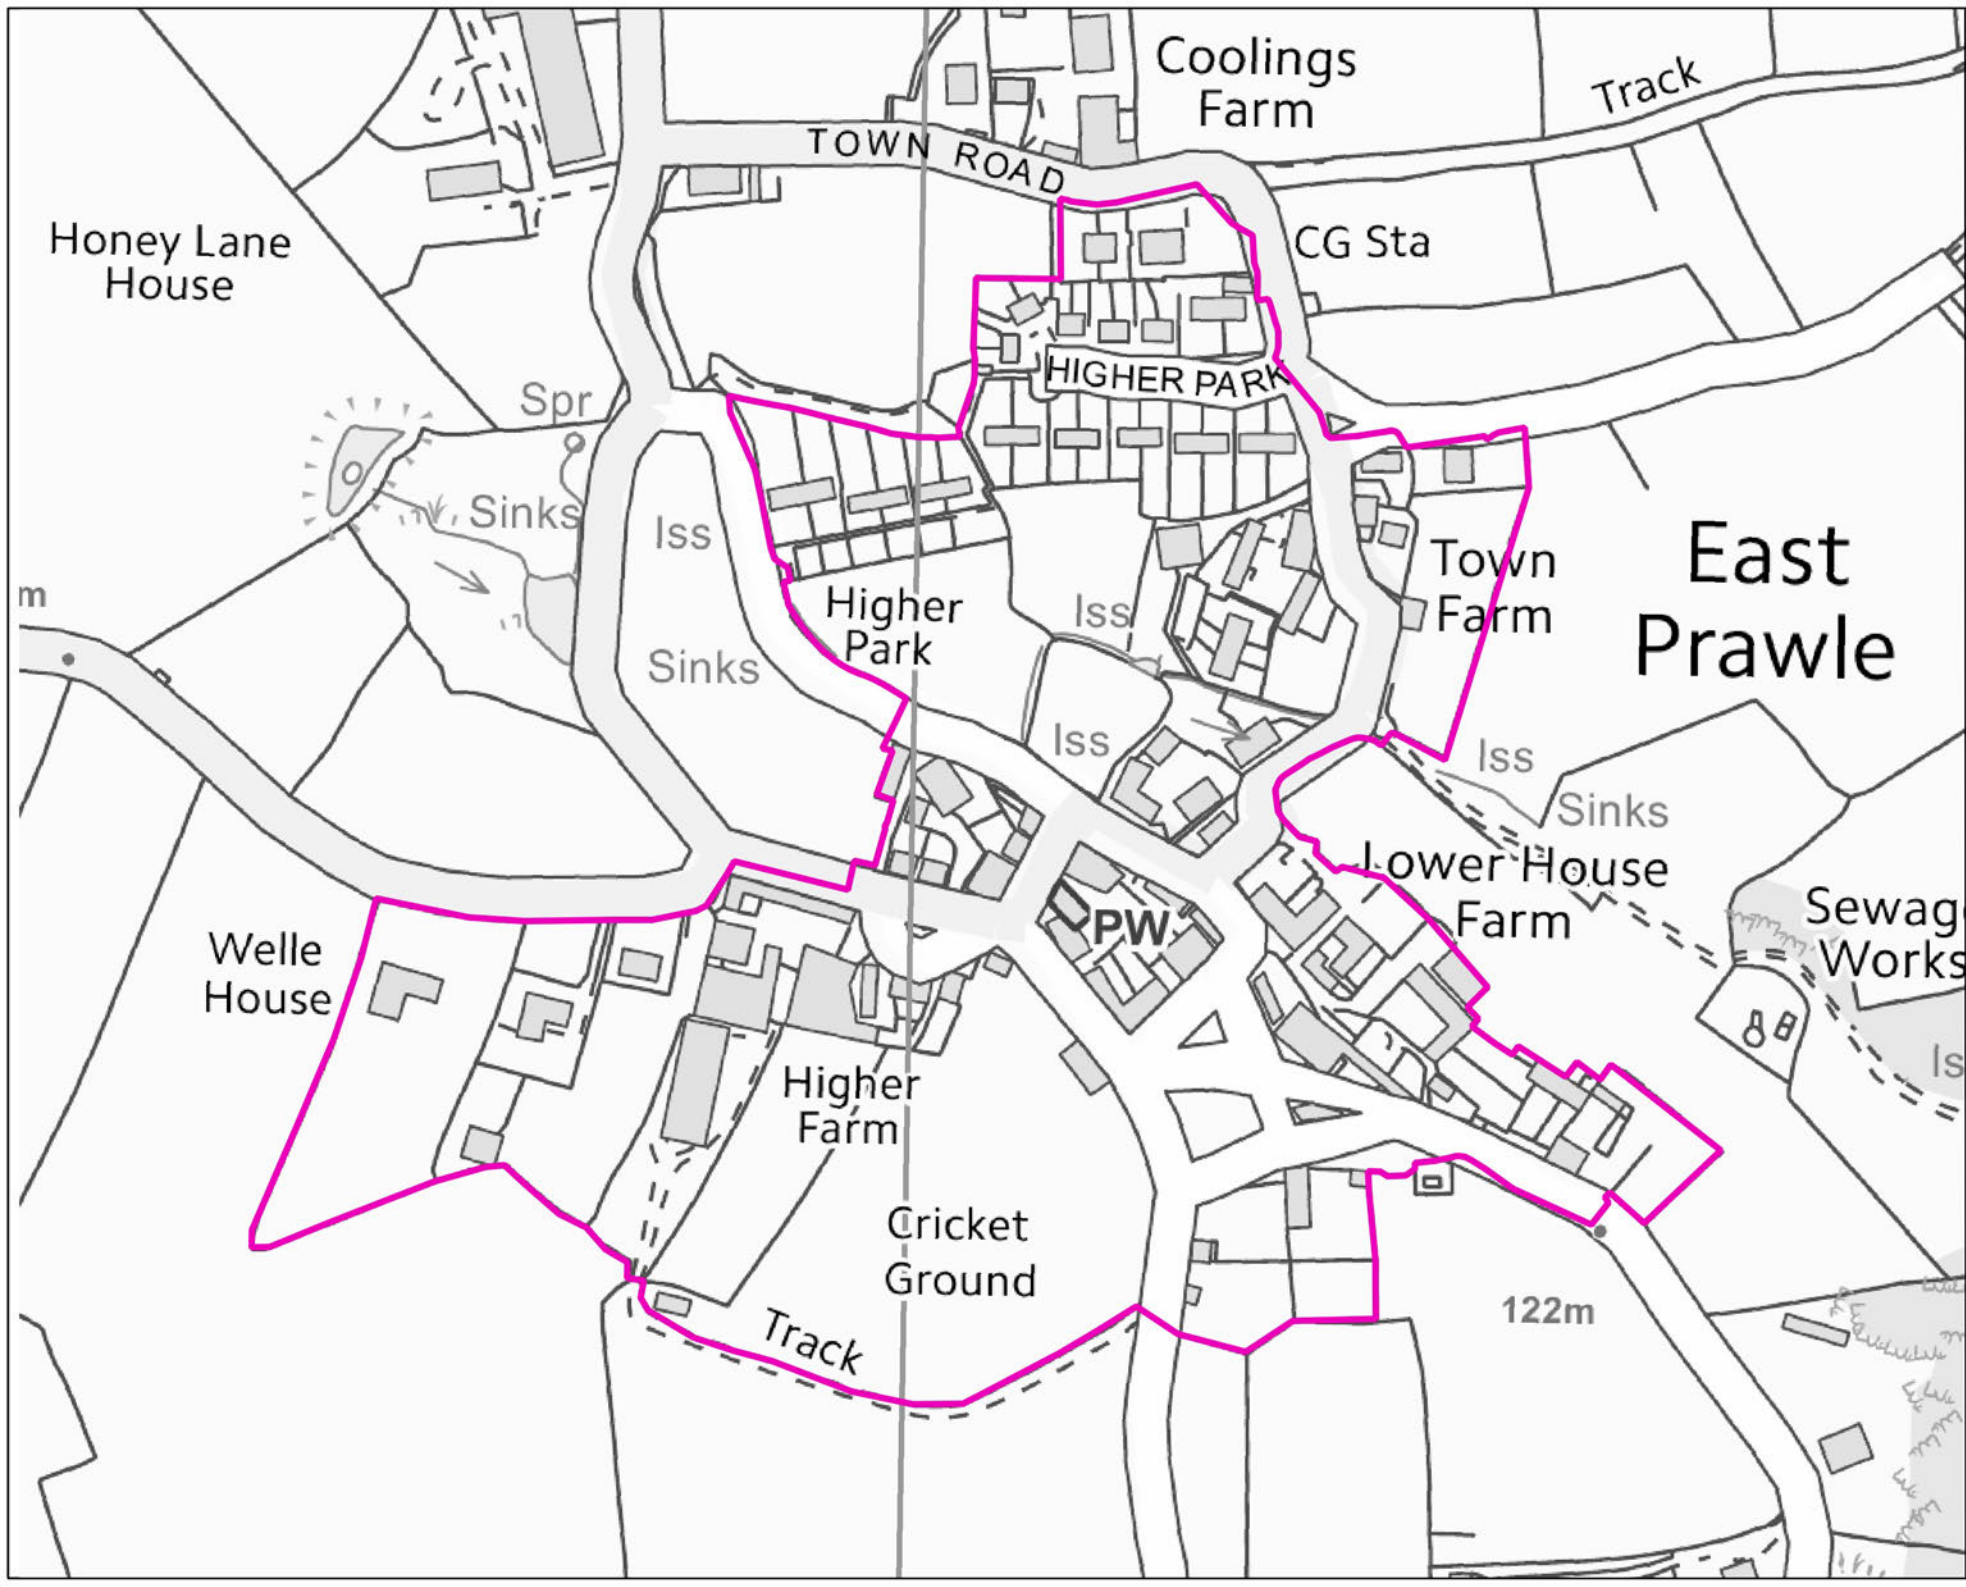 Coolings
Farm
Track
TOWN ROAD
Honey Lane
House
CG Sta
HIGHER PARK
Spr
Sinks
Iss
Town
Farm
East
Prawle
m
Higher
Park
Iss
Sinks
Iss
Iss
Sinks
Lower House
Farm
PW
Sewag
Works
Welle
House
Is
Higher
Farm
Cricket
Ground
Track
122m